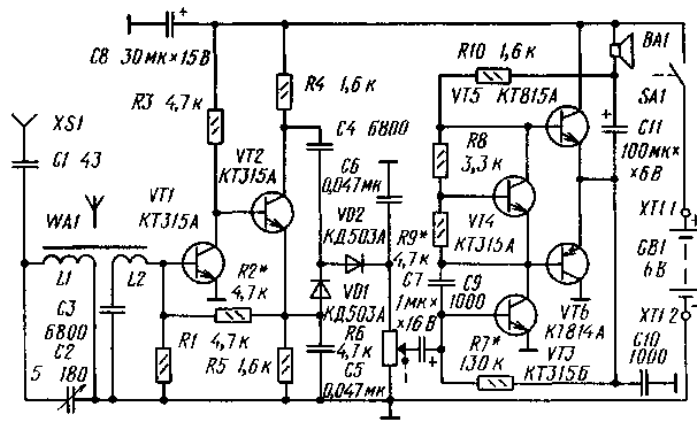 C8 30мк×15В
XS1
C1 43
WA1
L1
L2
C3
6800
C2
5 180
R3 4,7к
VT1
КТ315А
R4 1,6к
VT2
КТ315А
R2*
4,7к
R1 4,7к
R5 1,6к
C4 6800
C6
0,047мк
VD2
КД503А
VD1
КД503А
R6
4,7к
C5
0,047мк
R10 1,6к
VT5 КТ815А
R8
3,3к
VT4
КТ315А
R9*
4,7к
C7
1мк×
×16В
C9
1000
R7*
130к
VT6
КТ814А
VT3
КТ315Б
BA1
SA1
C11
100мк×
×6В
XT1.1
GB1
6В
XT1.2
C10
1000